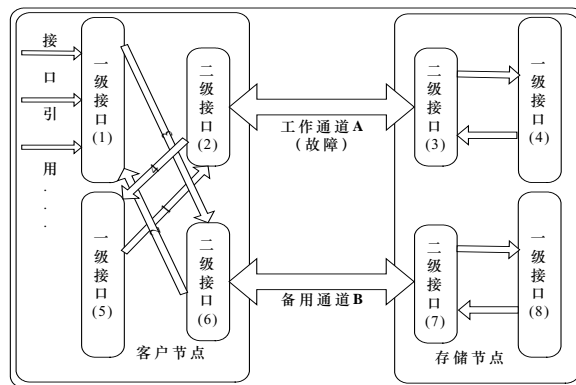 接口引用....
一级接口(1)
二级接口(2)
一级接口(5)
二级接口(6)
客户节点
工作通道A
(故障)
备用通道B
二级接口(3)
一级接口(4)
二级接口(7)
一级接口(8)
存储节点